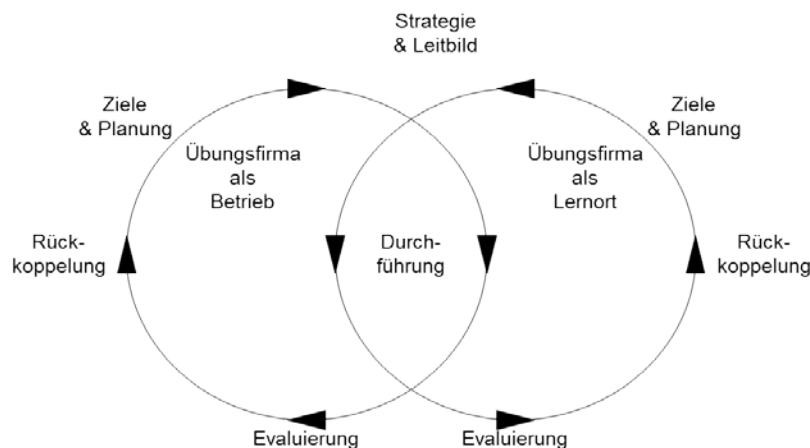 Strategie
& Leitbild
Ziele
& Planung
Ziele
& Planung
Übungsfirma
als
Betrieb
Übungsfirma
als
Lernort
Rück-
koppelung
Durch-
führung
Rück-
koppelung
Evaluierung
Evaluierung